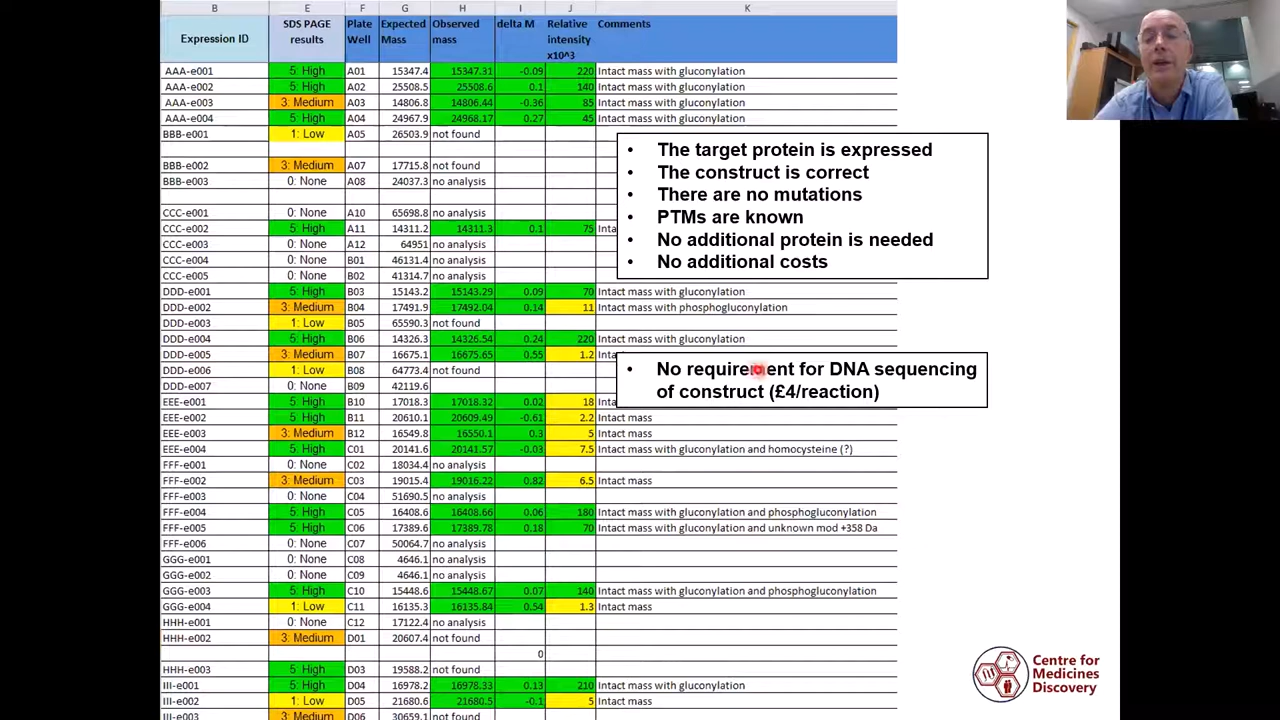 B E F G H I J K
Expression ID SDS PAGE results Plate Well Expected Mass Observed mass delta M Relative intensity x10^3 Comments
AAA-e001 5: High A01 15347.4 15347.31 -0.09 220 Intact mass with gluconylation
AAA-e002 5: High A02 25508.5 25508.6 0.1 140 Intact mass with gluconylation
AAA-e003 3: Medium A03 14806.8 14806.44 -0.36 85 Intact mass with gluconylation
AAA-e004 5: High A04 24967.9 24968.17 0.27 45 Intact mass with gluconylation
BBB-e001 1: Low A05 26503.9 not found
BBB-e002 3: Medium A07 17715.8 not found
BBB-e003 0: None A08 24037.3 no analysis
CCC-e001 0: None A10 65698.8 no analysis
CCC-e002 5: High A11 14311.2 14311.3 0.1 75
CCC-e003 0: None A12 64951 no analysis
CCC-e004 0: None B01 46131.4 no analysis
CCC-e005 0: None B02 41314.7 no analysis
DDD-e001 5: High B03 15143.2 15143.29 0.09 70 Intact mass with gluconylation
DDD-e002 3: Medium B04 17491.9 17492.04 0.14 11 Intact mass with phosphogluconylation
DDD-e003 1: Low B05 65590.3 not found
DDD-e004 5: High B06 14326.3 14326.54 0.24 220 Intact mass with gluconylation
DDD-e005 3: Medium B07 16675.1 16675.65 0.55 1.2
DDD-e006 1: Low B08 64773.4 not found
DDD-e007 0: None B09 42119.6
EEE-e001 5: High B10 17018.3 17018.32 0.02 18
EEE-e002 5: High B11 20610.1 20609.49 -0.61 2.2 Intact mass
EEE-e003 3: Medium B12 16549.8 16550.1 0.3 5 Intact mass
EEE-e004 5: High C01 20141.6 20141.57 -0.03 7.5 Intact mass with gluconylation and homocysteine (?)
FFF-e001 0: None C02 18034.4 no analysis
FFF-e002 3: Medium C03 19015.4 19016.22 0.82 6.5 Intact mass
FFF-e003 0: None C04 51690.5 no analysis
FFF-e004 5: High C05 16408.6 16408.66 0.06 180 Intact mass with gluconylation and phosphogluconylation
FFF-e005 5: High C06 17389.6 17389.78 0.18 70 Intact mass with gluconylation and unknown mod +358 Da
FFF-e006 0: None C07 50064.7 no analysis
GGG-e001 0: None C08 4646.1 no analysis
GGG-e002 0: None C09 4646.1 no analysis
GGG-e003 5: High C10 15448.6 15448.67 0.07 140 Intact mass with gluconylation and phosphogluconylation
GGG-e004 1: Low C11 16135.3 16135.84 0.54 1.3 Intact mass
HHH-e001 0: None C12 17122.4 no analysis
HHH-e002 3: Medium D01 20607.4 not found
0
HHH-e003 5: High D03 19588.2 not found
III-e001 5: High D04 16978.2 16978.33 0.13 210 Intact mass with gluconylation
III-e002 1: Low D05 21680.6 21680.5 -0.1 5 Intact mass
III-e003 3: Medium D06 30659.1 not found
• The target protein is expressed
• The construct is correct
• There are no mutations
• PTMs are known
• No additional protein is needed
• No additional costs
• No requirement for DNA sequencing
of construct (£4/reaction)
Centre for
Medicines
Discovery